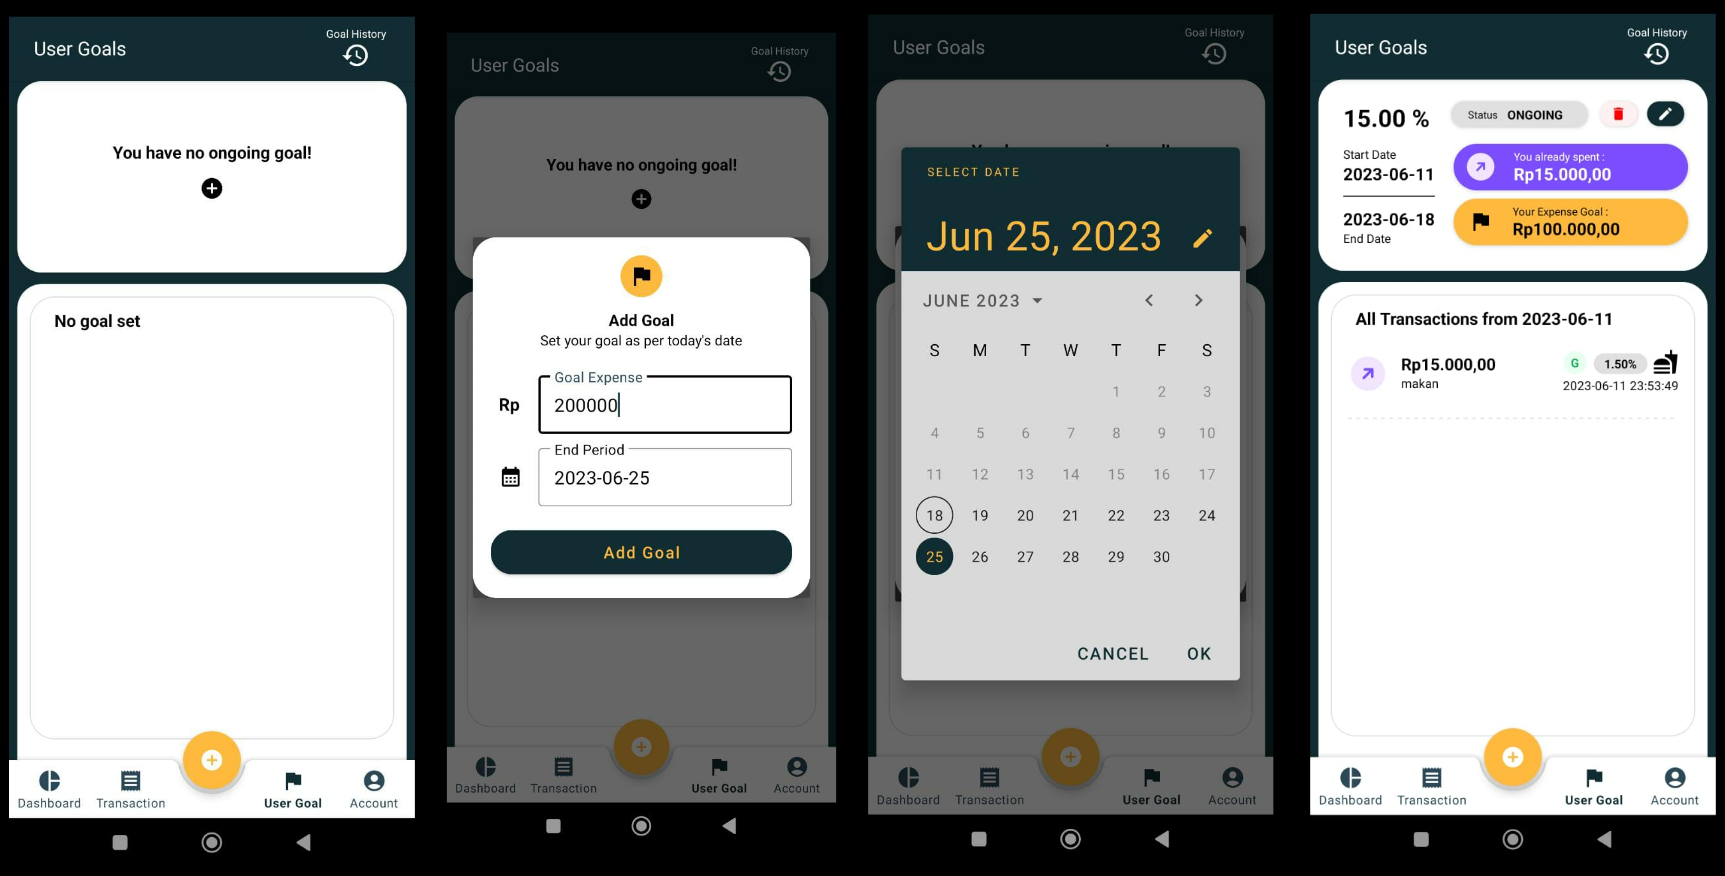 User Goals
Goal History
You have no ongoing goal!
No goal set
Dashboard
Transaction
User Goal
Account
User Goals
Goal History
You have no ongoing goal!
Add Goal
Set your goal as per today's date
Goal Expense
Rp
200000
End Period
2023-06-25
Add Goal
Dashboard
Transaction
User Goal
Account
User Goals
Goal History
SELECT DATE
Jun 25, 2023
JUNE 2023
S M T W T F S
1 2 3
4 5 6 7 8 9 10
11 12 13 14 15 16 17
18 19 20 21 22 23 24
25 26 27 28 29 30
CANCEL OK
Dashboard
Transaction
User Goal
Account
User Goals
Goal History
15.00 %
Status ONGOING
Start Date
2023-06-11
You already spent :
Rp15.000,00
2023-06-18
End Date
Your Expense Goal :
Rp100.000,00
All Transactions from 2023-06-11
Rp15.000,00
makan
G
1.50%
2023-06-11 23:53:49
Dashboard
Transaction
User Goal
Account